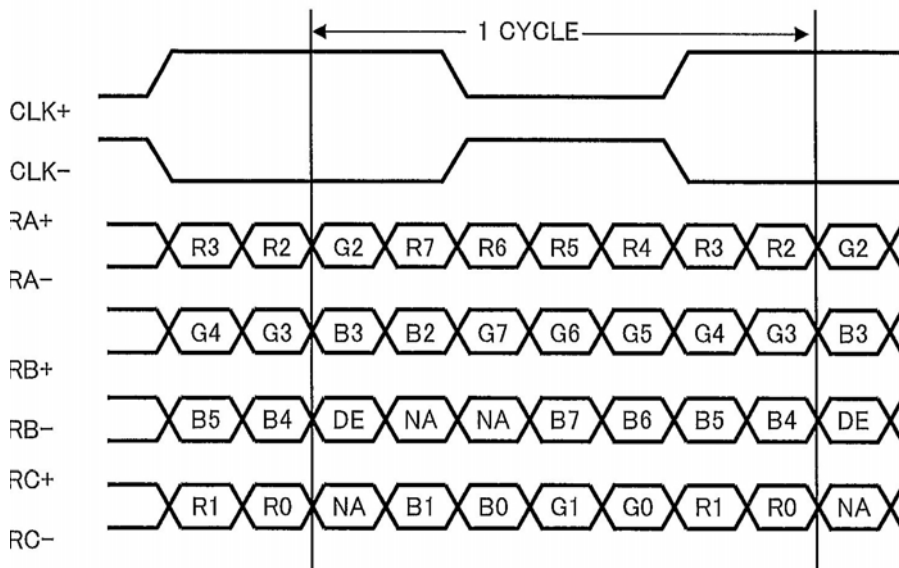 1 CYCLE
CLK+
CLK-
RA+
R3 R2 G2 R7 R6 R5 R4 R3 R2 G2
RA-
G4 G3 B3 B2 G7 G6 G5 G4 G3 B3
RB+
B5 B4 DE NA NA B7 B6 B5 B4 DE
RB-
RC+
R1 R0 NA B1 B0 G1 G0 R1 R0 NA
RC-